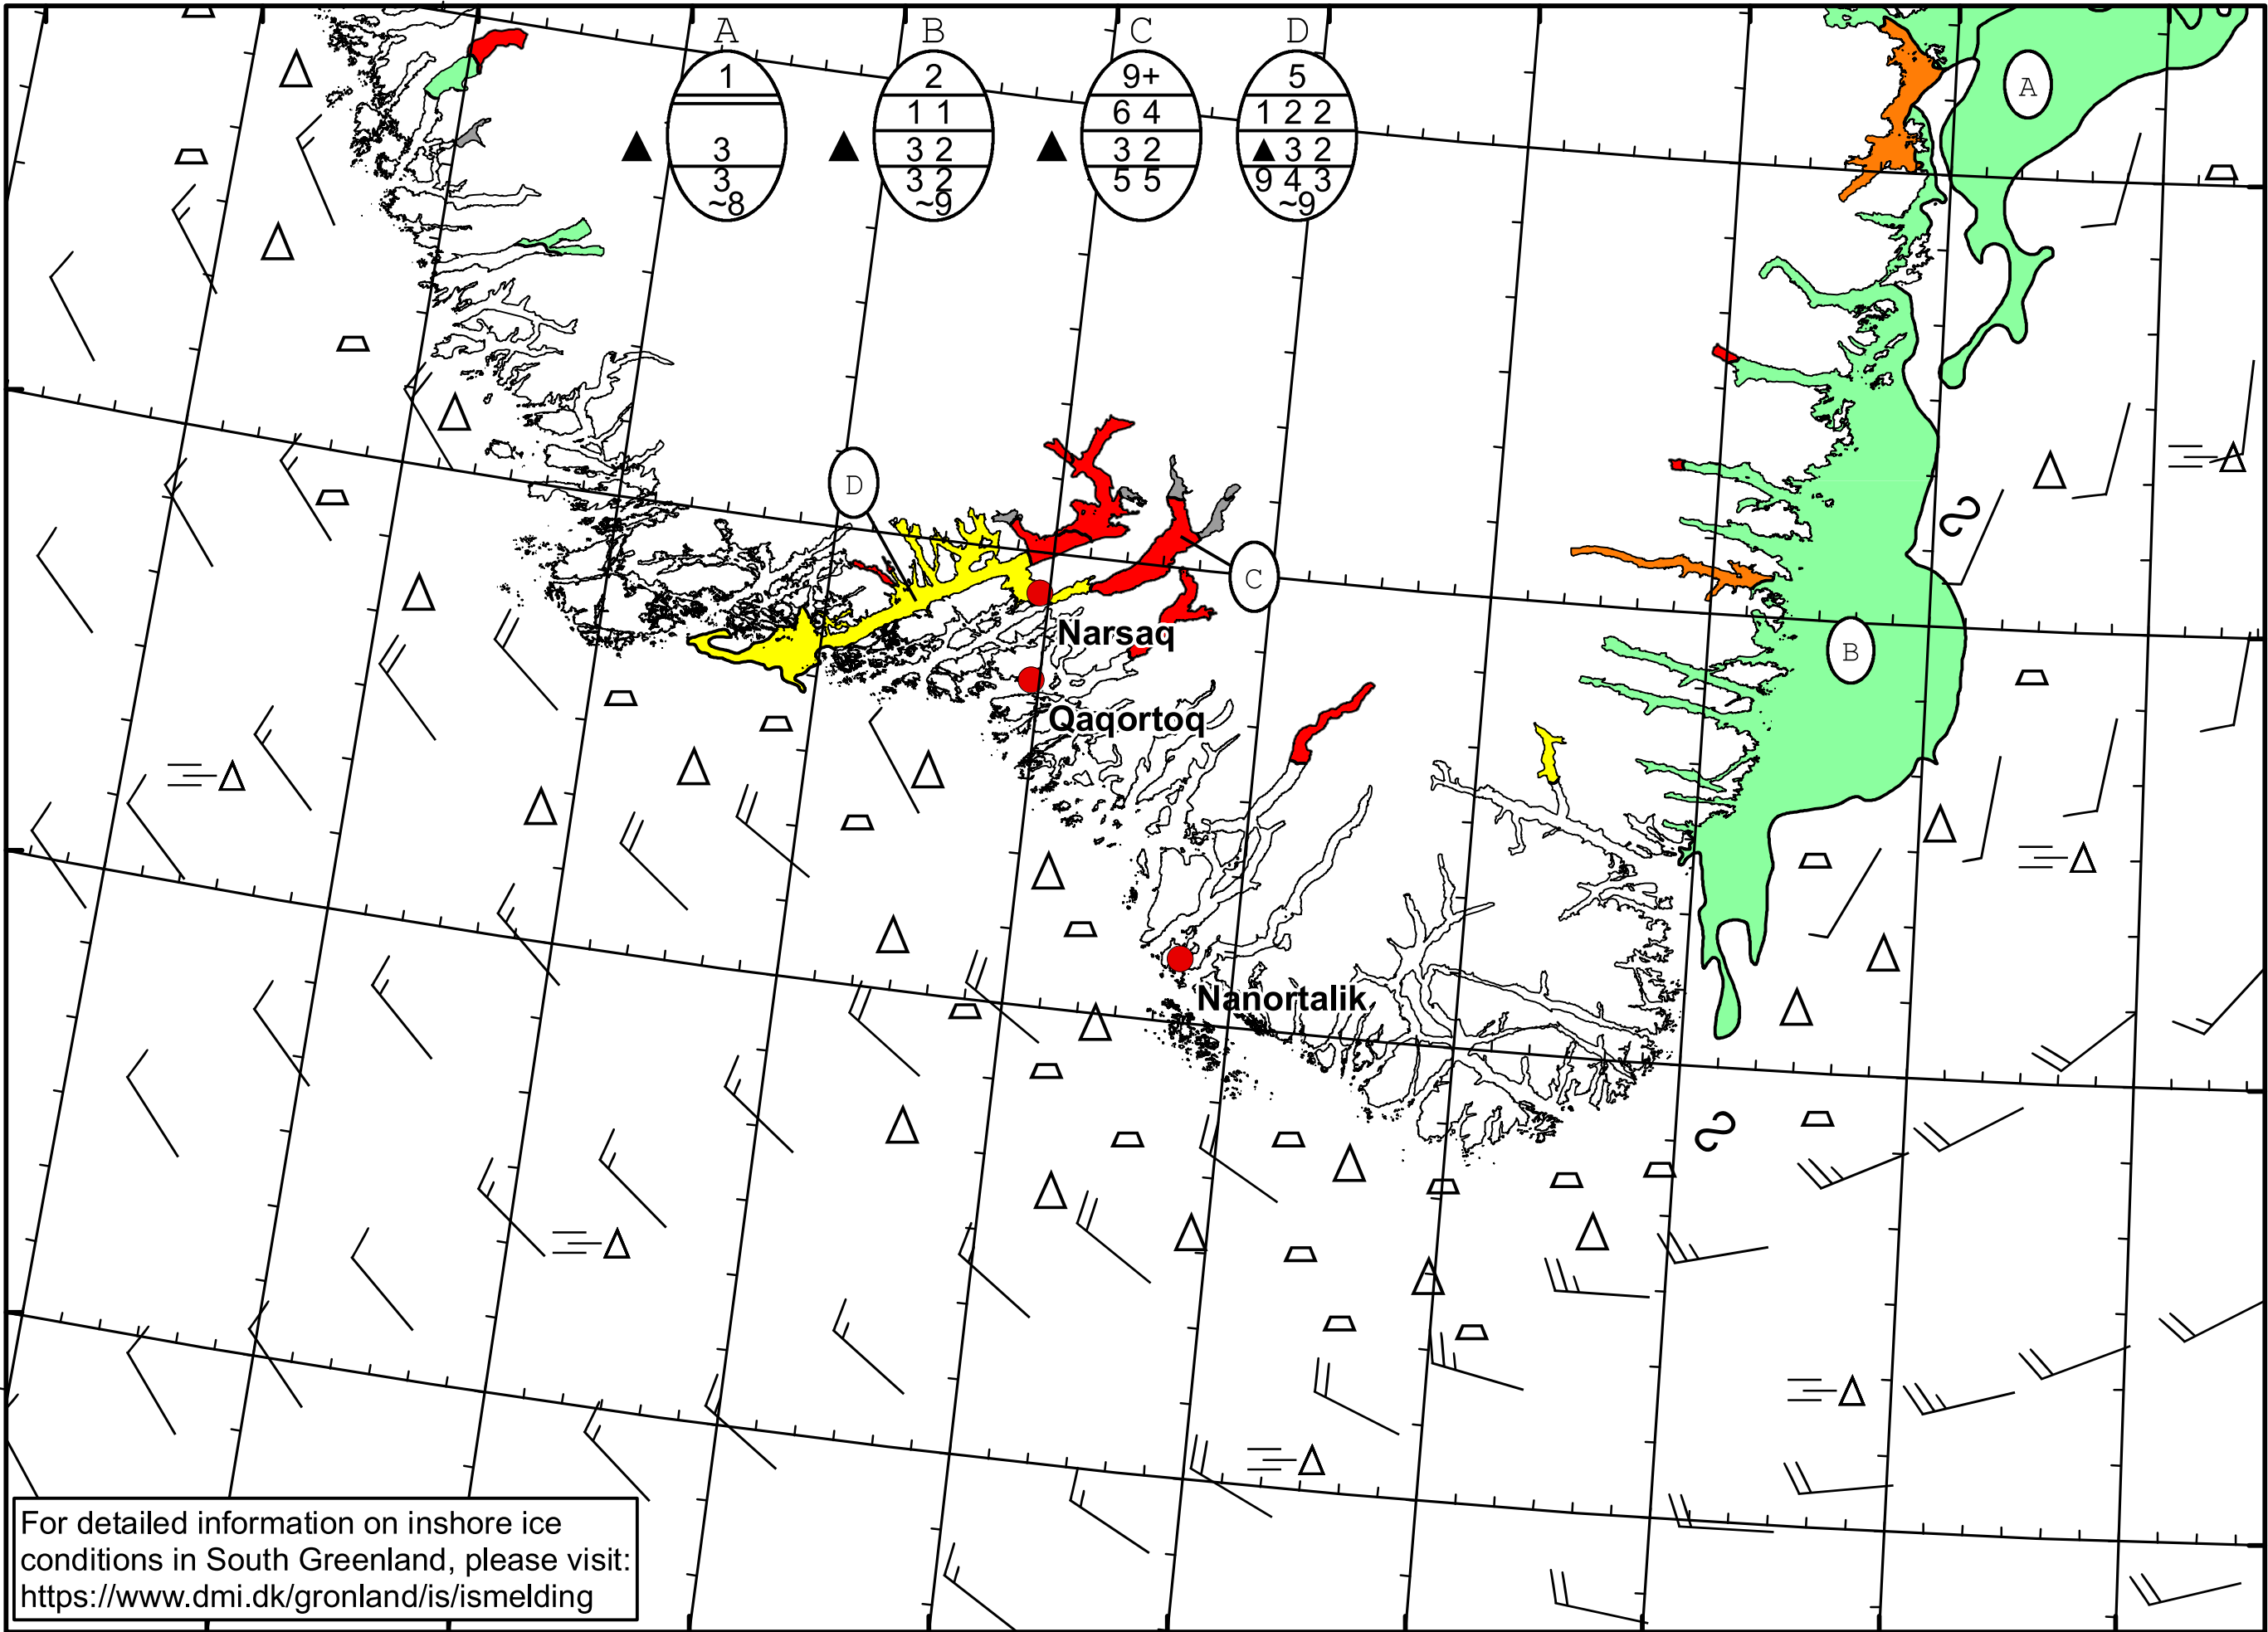 A B C D
1 2 9+ 5
1 1 6 4 1 2 2
3 3 2 3 2 ▲ 3 2
3 3 2 5 5 9 4 3
~8 ~9 ~9
A
D
C
Narsaq
B
Qaqortoq
Nanortalik
For detailed information on inshore ice
conditions in South Greenland, please visit:
https://www.dmi.dk/gronland/is/ismelding